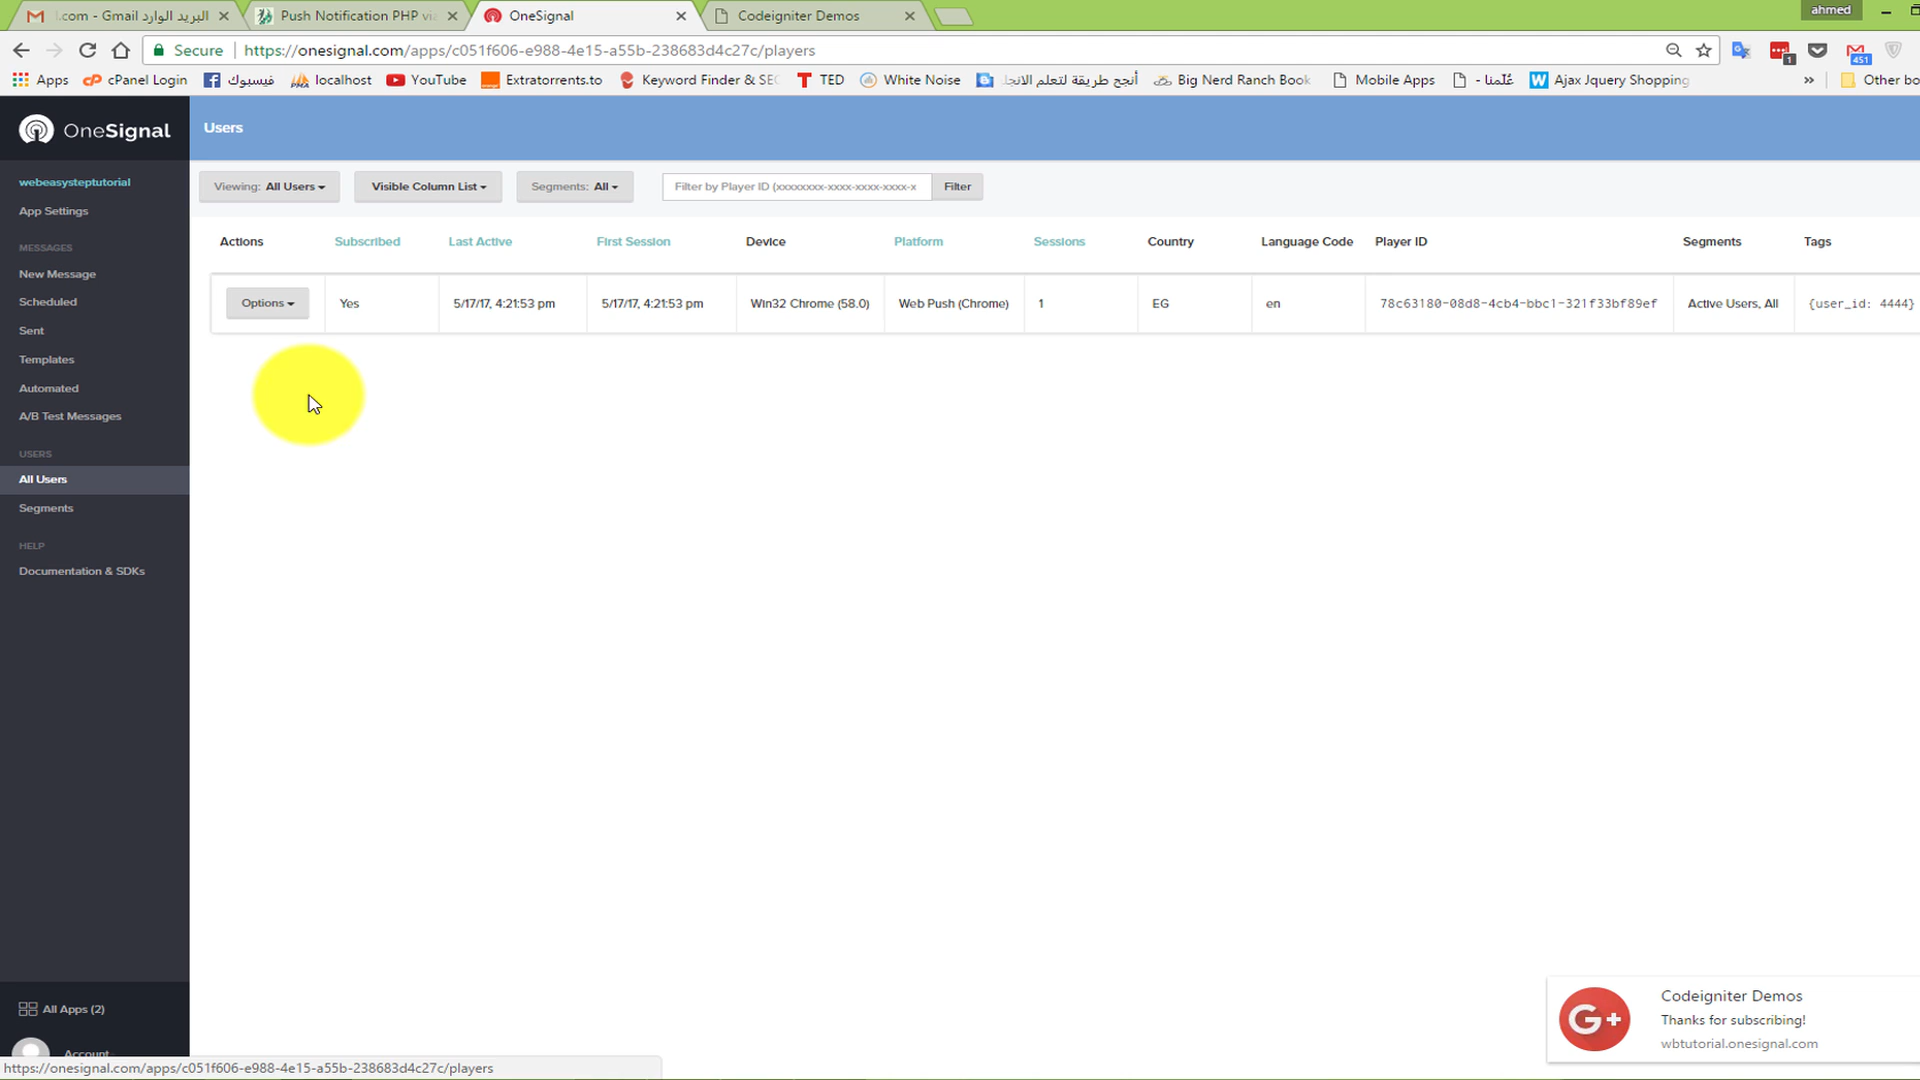 l.com - Gmail البريد الوارد
Push Notification PHP via
OneSignal
Codeigniter Demos
ahmed
Secure
https://onesignal.com/apps/c051f606-e988-4e15-a55b-238683d4c27c/players
1
451
Apps
cPanel Login
فيسبوك
localhost
YouTube
Extratorrents.to
Keyword Finder & SEO
TED
White Noise
أنجح طريقة لتعلم الانجل
Big Nerd Ranch Book
Mobile Apps
علّمنا -
Ajax Jquery Shopping
»
Other bo
OneSignal
Users
webeasysteptutorial
App Settings
MESSAGES
New Message
Scheduled
Sent
Templates
Automated
A/B Test Messages
USERS
All Users
Segments
HELP
Documentation & SDKs
All Apps (2)
Account
Viewing: All Users
Visible Column List
Segments: All
Filter by Player ID (xxxxxxxx-xxxx-xxxx-xxxx-x
Filter
Actions Subscribed Last Active First Session Device Platform Sessions Country Language Code Player ID Segments Tags
Options Yes 5/17/17, 4:21:53 pm 5/17/17, 4:21:53 pm Win32 Chrome (58.0) Web Push (Chrome) 1 EG en 78c63180-08d8-4cb4-bbc1-321f33bf89ef Active Users, All {user_id: 4444}
G+
Codeigniter Demos
Thanks for subscribing!
wbtutorial.onesignal.com
https://onesignal.com/apps/c051f606-e988-4e15-a55b-238683d4c27c/players